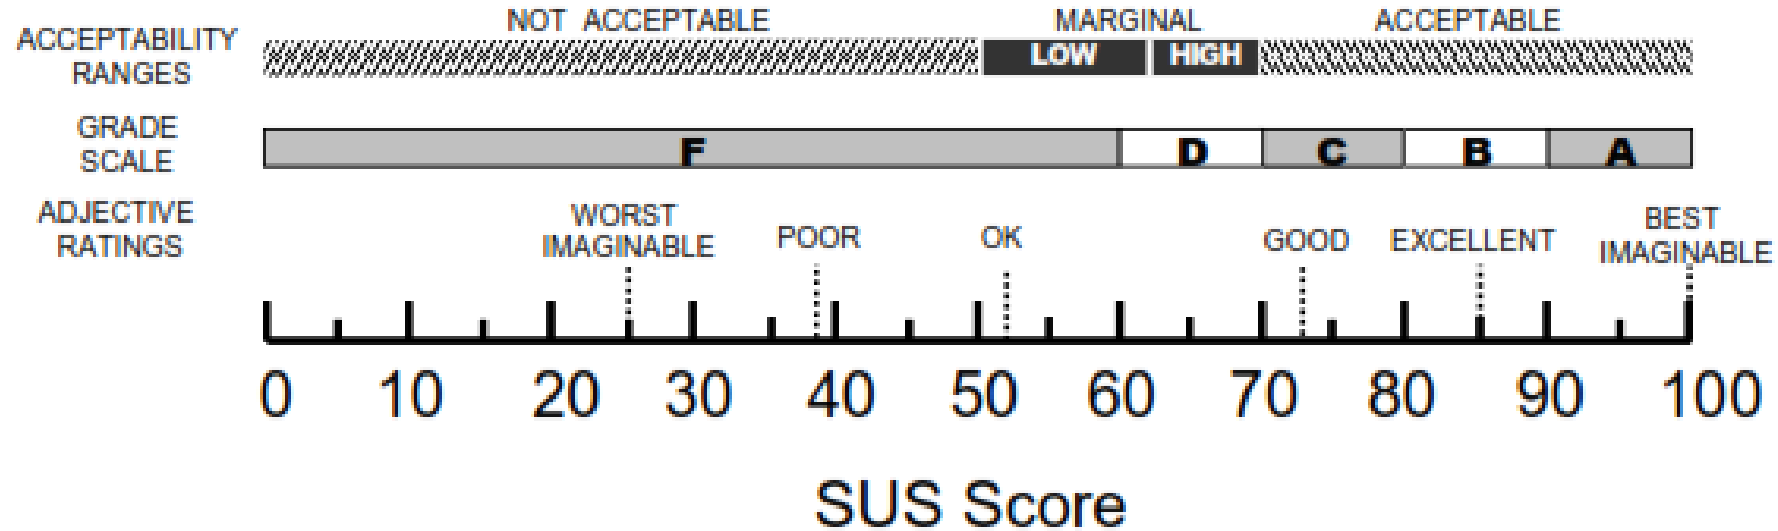 NOT ACCEPTABLE MARGINAL ACCEPTABLE
ACCEPTABILITY
RANGES
LOW HIGH
GRADE
SCALE
F D C B A
ADJECTIVE
RATINGS
WORST
IMAGINABLE
POOR
OK
GOOD
EXCELLENT
BEST
IMAGINABLE
0 10 20 30 40 50 60 70 80 90 100
SUS Score